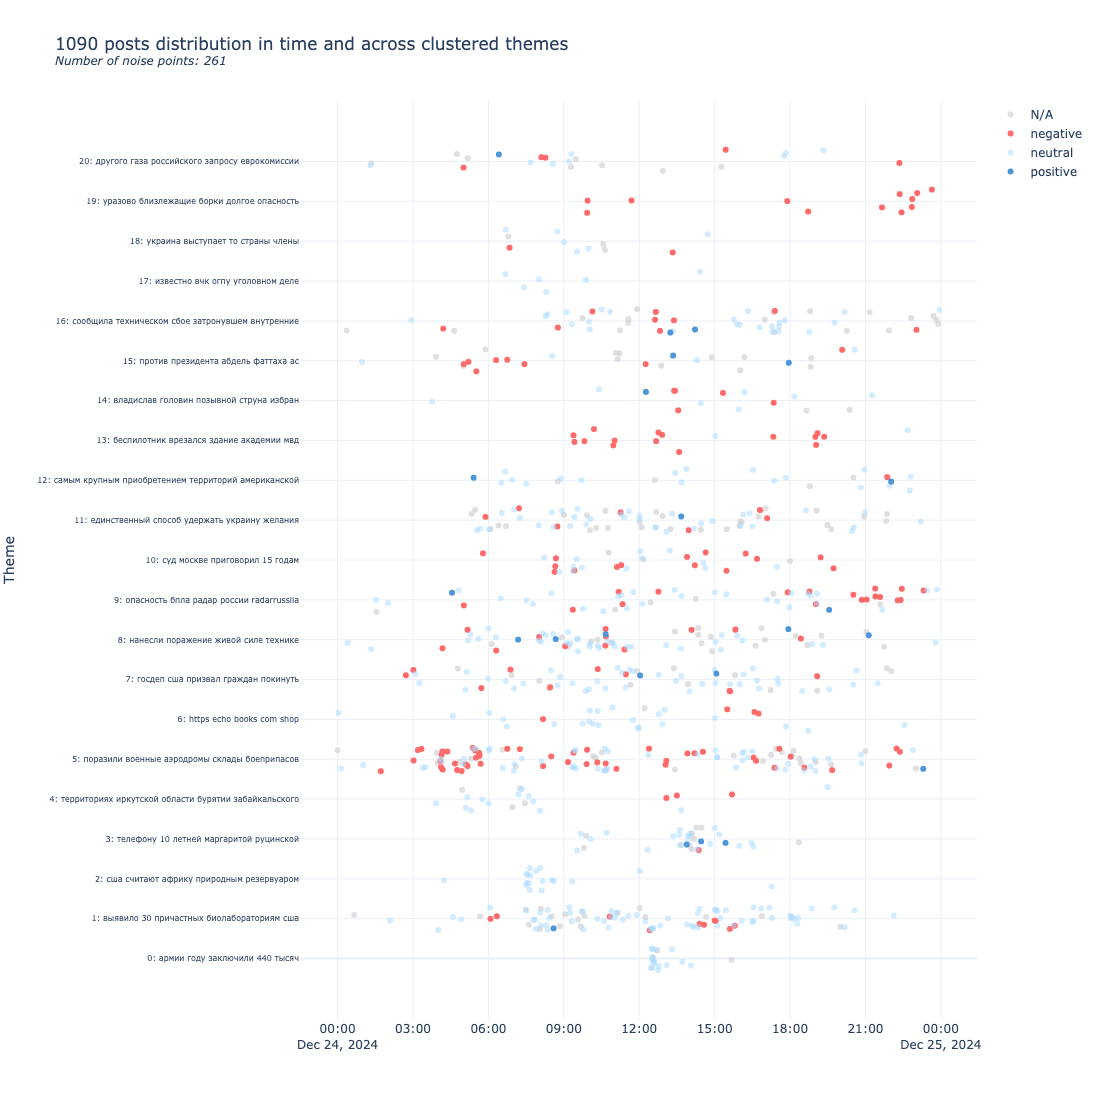 1090 posts distribution in time and across clustered themes
Number of noise points: 261
N/A
negative
neutral
positive
Theme
20: другого газа российского запросу еврокомиссии
19: уразово близлежащие борки долгое опасность
18: украина выступает то страны члены
17: известно вчк огпу уголовном деле
16: сообщила техническом сбое затронувшем внутренние
15: против президента абдель фаттаха ас
14: владислав головин позывной струна избран
13: беспилотник врезался здание академии мвд
12: самым крупным приобретением территорий американской
11: единственный способ удержать украину желания
10: суд москве приговорил 15 годам
9: опасность бпла радар россии radarrussiia
8: нанесли поражение живой силе технике
7: госдеп сша призвал граждан покинуть
6: https echo books com shop
5: поразили военные аэродромы склады боеприпасов
4: территориях иркутской области бурятии забайкальского
3: телефону 10 летней маргаритой руцинской
2: сша считают африку природным резервуаром
1: выявило 30 причастных биолабораториям сша
0: армии году заключили 440 тысяч
00:00 03:00 06:00 09:00 12:00 15:00 18:00 21:00 00:00
Dec 24, 2024 Dec 25, 2024